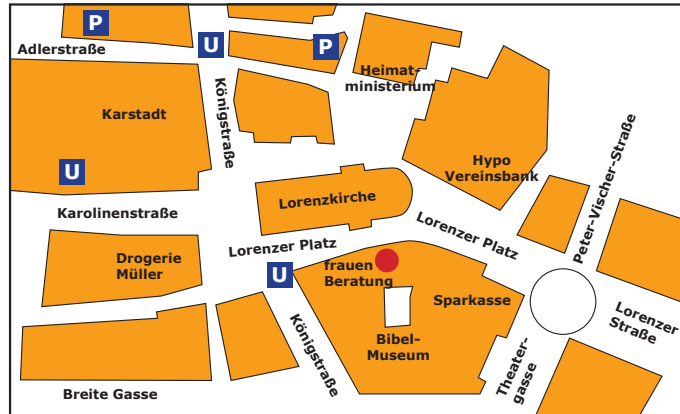 P
U
P
Adlerstraße
Heimat-
ministerium
Karstadt
Königstraße
U
Hypo
Vereinsbank
Peter-Vischer-Straße
Lorenzkirche
Karolinenstraße
Lorenzer Platz
Lorenzer Platz
Drogerie
Müller
U
frauen
Beratung
Sparkasse
Lorenzer
Straße
Königstraße
Bibel-
Museum
Theater-
gasse
Breite Gasse